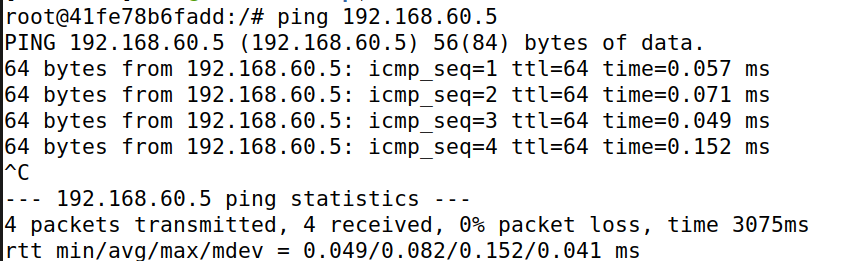 root@41fe78b6fadd:/# ping 192.168.60.5
PING 192.168.60.5 (192.168.60.5) 56(84) bytes of data.
64 bytes from 192.168.60.5: icmp_seq=1 ttl=64 time=0.057 ms
64 bytes from 192.168.60.5: icmp_seq=2 ttl=64 time=0.071 ms
64 bytes from 192.168.60.5: icmp_seq=3 ttl=64 time=0.049 ms
64 bytes from 192.168.60.5: icmp_seq=4 ttl=64 time=0.152 ms
^C
--- 192.168.60.5 ping statistics ---
4 packets transmitted, 4 received, 0% packet loss, time 3075ms
rtt min/avg/max/mdev = 0.049/0.082/0.152/0.041 ms